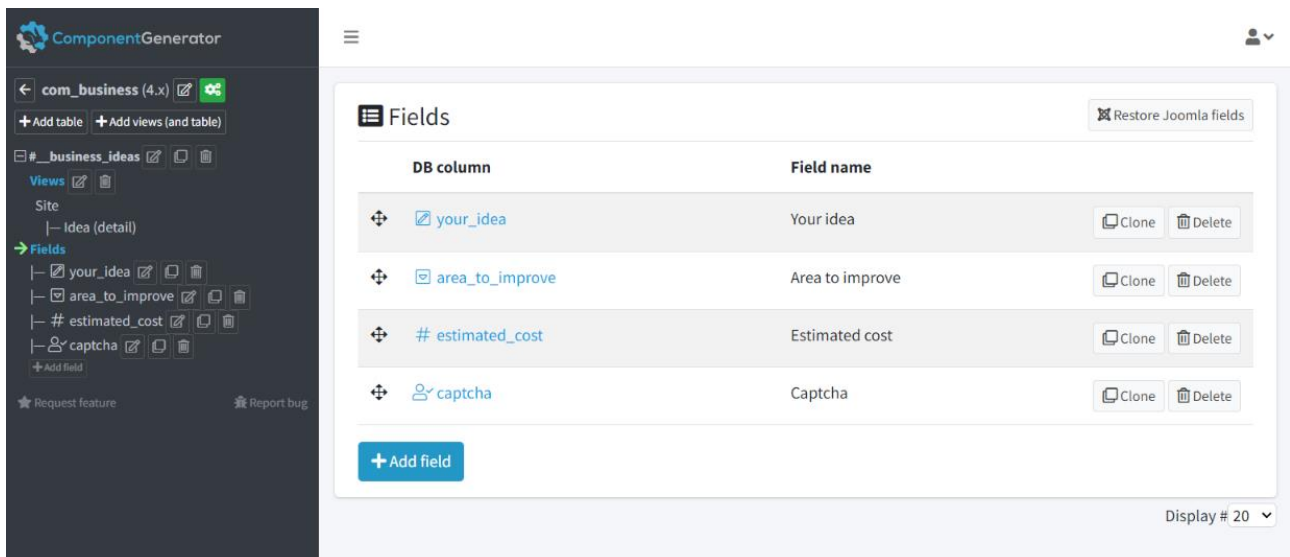 ComponentGenerator
com_business (4.x)
Add table Add views (and table)
#__business_ideas
Views
Site
Idea (detail)
Fields
your_idea
area_to_improve
# estimated_cost
captcha
Add field
Request feature Report bug
Fields Restore Joomla fields
DB column Field name
your_idea Your idea Clone Delete
area_to_improve Area to improve Clone Delete
# estimated_cost Estimated cost Clone Delete
captcha Captcha Clone Delete
Add field
Display # 20